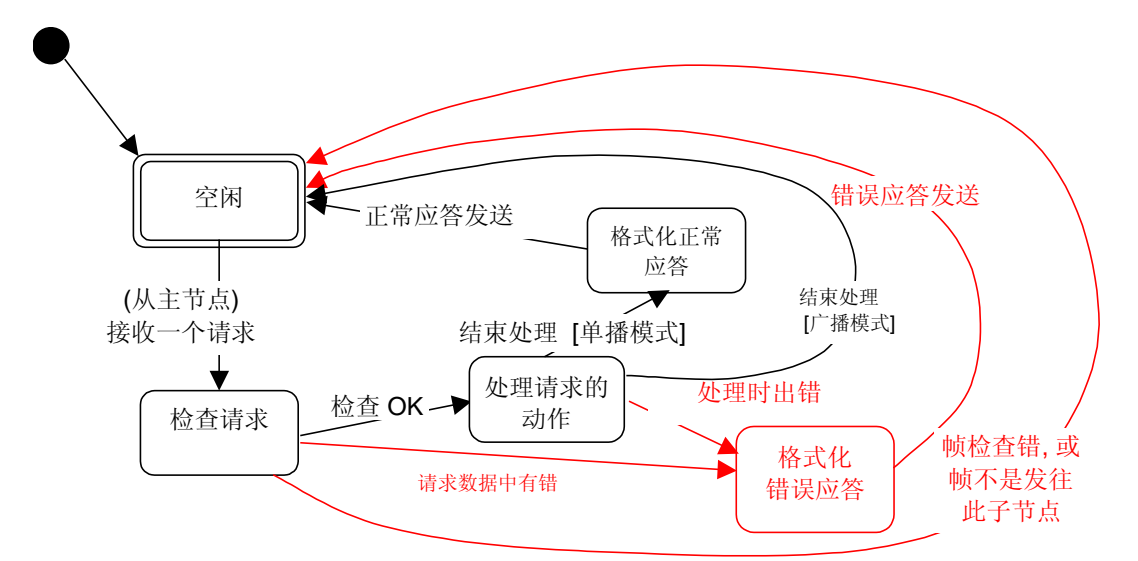 空闲
错误应答发送
正常应答发送
格式化正常
应答
(从主节点)
接收一个请求
结束处理
[广播模式]
结束处理 [单播模式]
检查请求
检查 OK
处理请求的
动作
处理时出错
请求数据中有错
格式化
错误应答
帧检查错, 或
帧不是发往
此子节点